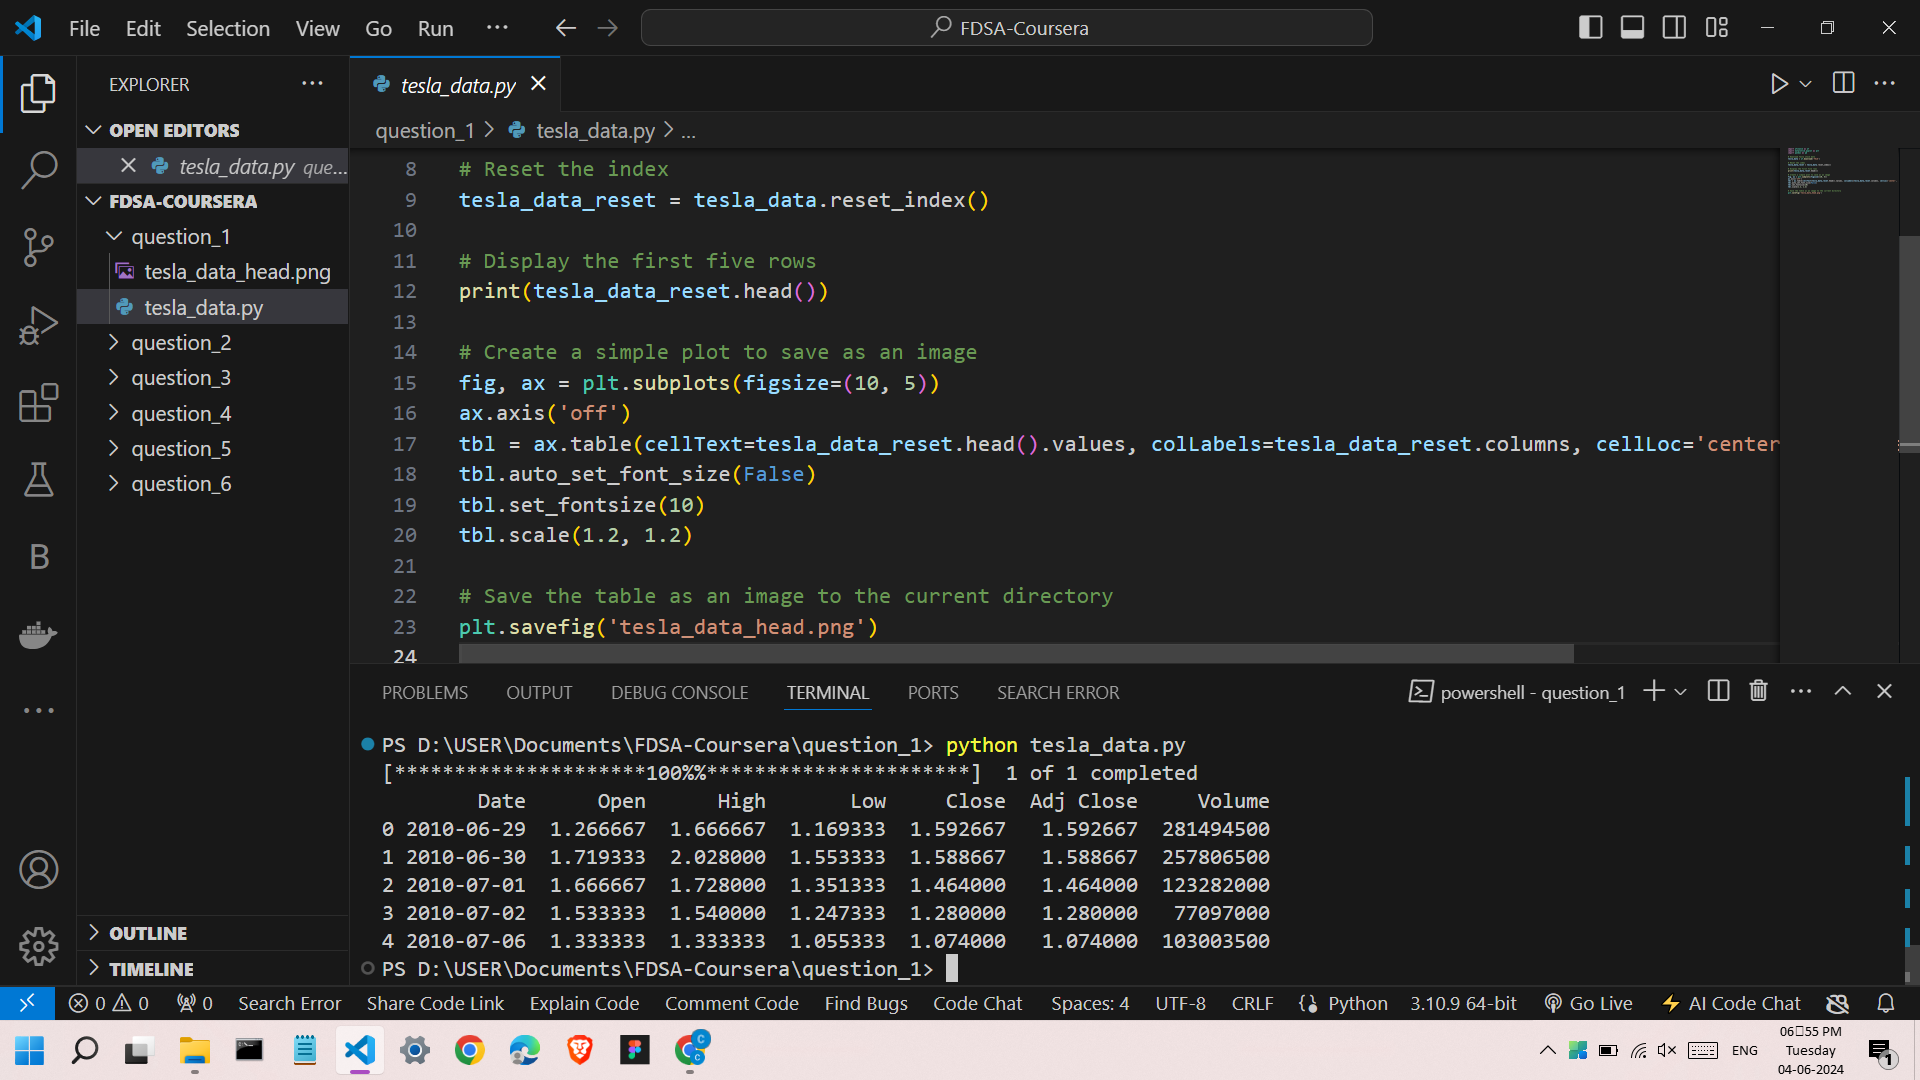 File Edit Selection View Go Run ··· FDSA-Coursera
EXPLORER
OPEN EDITORS
tesla_data.py que...
FDSA-COURSERA
question_1
tesla_data_head.png
tesla_data.py
question_2
question_3
question_4
question_5
question_6
OUTLINE
TIMELINE
tesla_data.py
question_1 > tesla_data.py > ...
8 # Reset the index
9 tesla_data_reset = tesla_data.reset_index()
10
11 # Display the first five rows
12 print(tesla_data_reset.head())
13
14 # Create a simple plot to save as an image
15 fig, ax = plt.subplots(figsize=(10, 5))
16 ax.axis('off')
17 tbl = ax.table(cellText=tesla_data_reset.head().values, colLabels=tesla_data_reset.columns, cellLoc='center
18 tbl.auto_set_font_size(False)
19 tbl.set_fontsize(10)
20 tbl.scale(1.2, 1.2)
21
22 # Save the table as an image to the current directory
23 plt.savefig('tesla_data_head.png')
24
PROBLEMS OUTPUT DEBUG CONSOLE TERMINAL PORTS SEARCH ERROR powershell - question_1
PS D:\USER\Documents\FDSA-Coursera\question_1> python tesla_data.py
[*********************100%%**********************]  1 of 1 completed
Date Open High Low Close Adj Close Volume
0 2010-06-29 1.266667 1.666667 1.169333 1.592667 1.592667 281494500
1 2010-06-30 1.719333 2.028000 1.553333 1.588667 1.588667 257806500
2 2010-07-01 1.666667 1.728000 1.351333 1.464000 1.464000 123282000
3 2010-07-02 1.533333 1.540000 1.247333 1.280000 1.280000 77097000
4 2010-07-06 1.333333 1.333333 1.055333 1.074000 1.074000 103003500
PS D:\USER\Documents\FDSA-Coursera\question_1>
0 0 0 Search Error Share Code Link Explain Code Comment Code Find Bugs Code Chat Spaces: 4 UTF-8 CRLF Python 3.10.9 64-bit Go Live AI Code Chat
ENG
06▯55 PM
Tuesday
04-06-2024
1